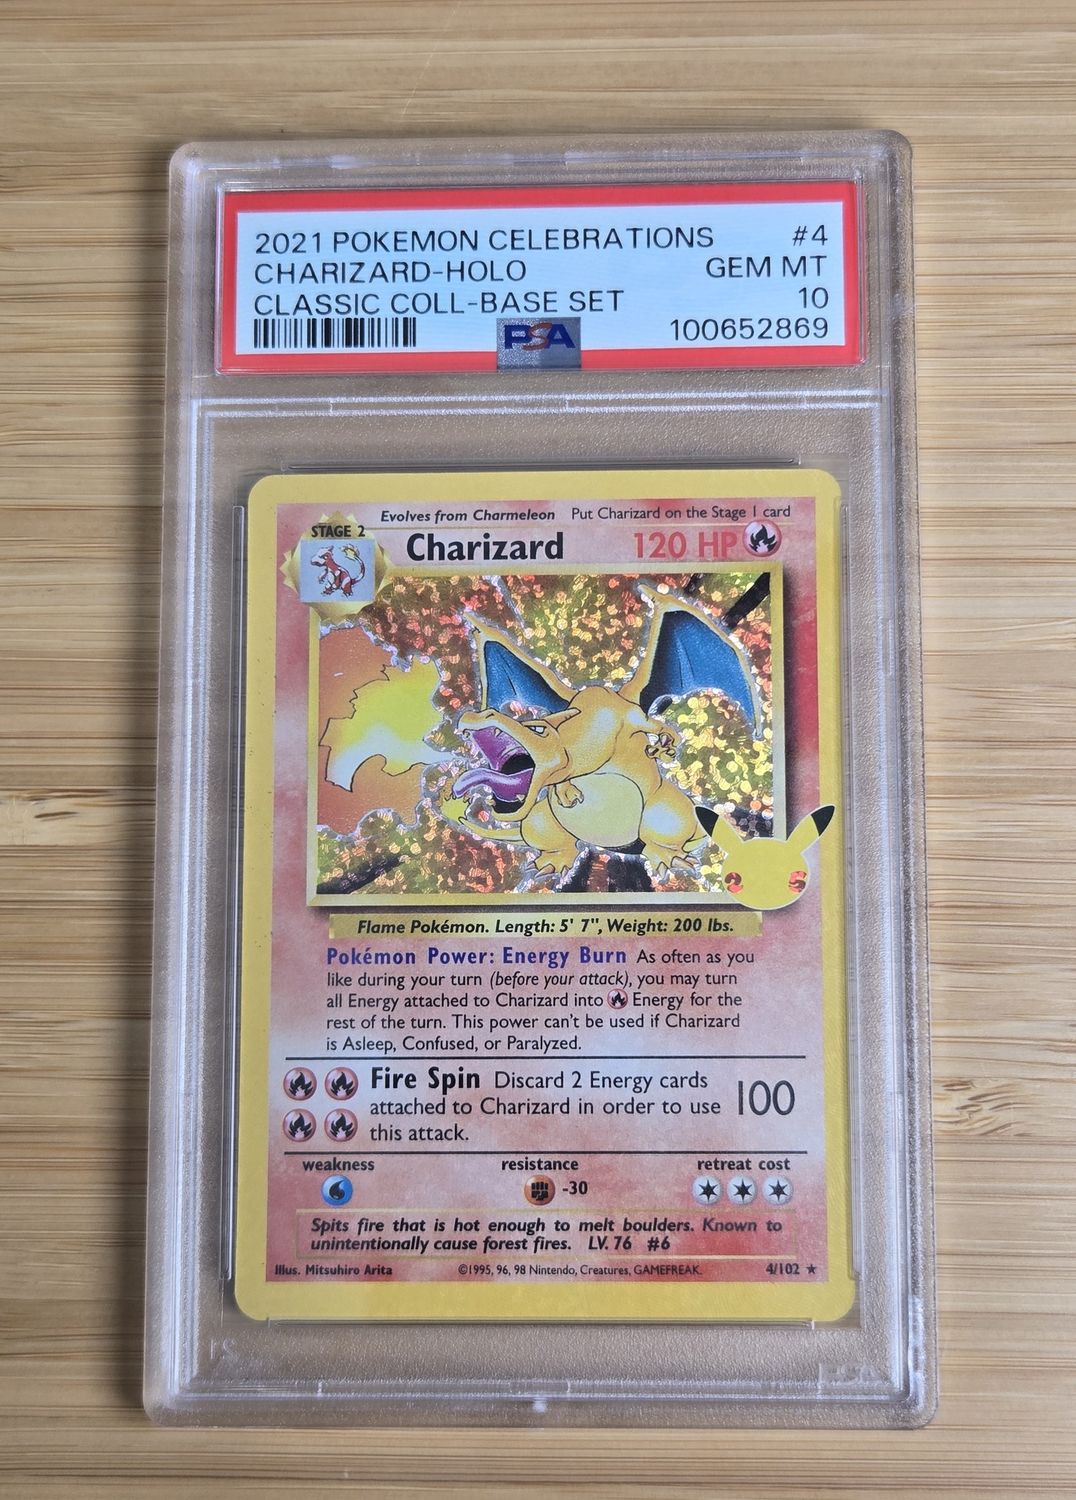 2021 POKEMON CELEBRATIONS #4
CHARIZARD-HOLO GEM MT
CLASSIC COLL-BASE SET 10
PSA 100652869
Evolves from Charmeleon Put Charizard on the Stage 1 card
STAGE 2
Charizard 120 HP
25
Flame Pokémon. Length: 5' 7", Weight: 200 lbs.
Pokémon Power: Energy Burn As often as you
like during your turn (before your attack), you may turn
all Energy attached to Charizard into Energy for the
rest of the turn. This power can't be used if Charizard
is Asleep, Confused, or Paralyzed.
Fire Spin Discard 2 Energy cards
attached to Charizard in order to use 100
this attack.
weakness resistance retreat cost
-30
Spits fire that is hot enough to melt boulders. Known to
unintentionally cause forest fires. LV. 76 #6
Illus. Mitsuhiro Arita ©1995, 96, 98 Nintendo, Creatures, GAMEFREAK. 4/102 ★